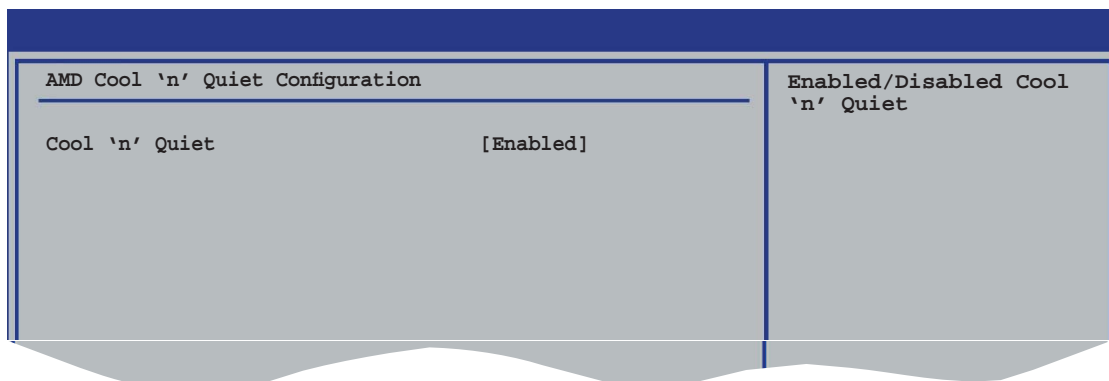 AMD Cool ‘n’ Quiet Configuration
Enabled/Disabled Cool
‘n’ Quiet
Cool ‘n’ Quiet [Enabled]